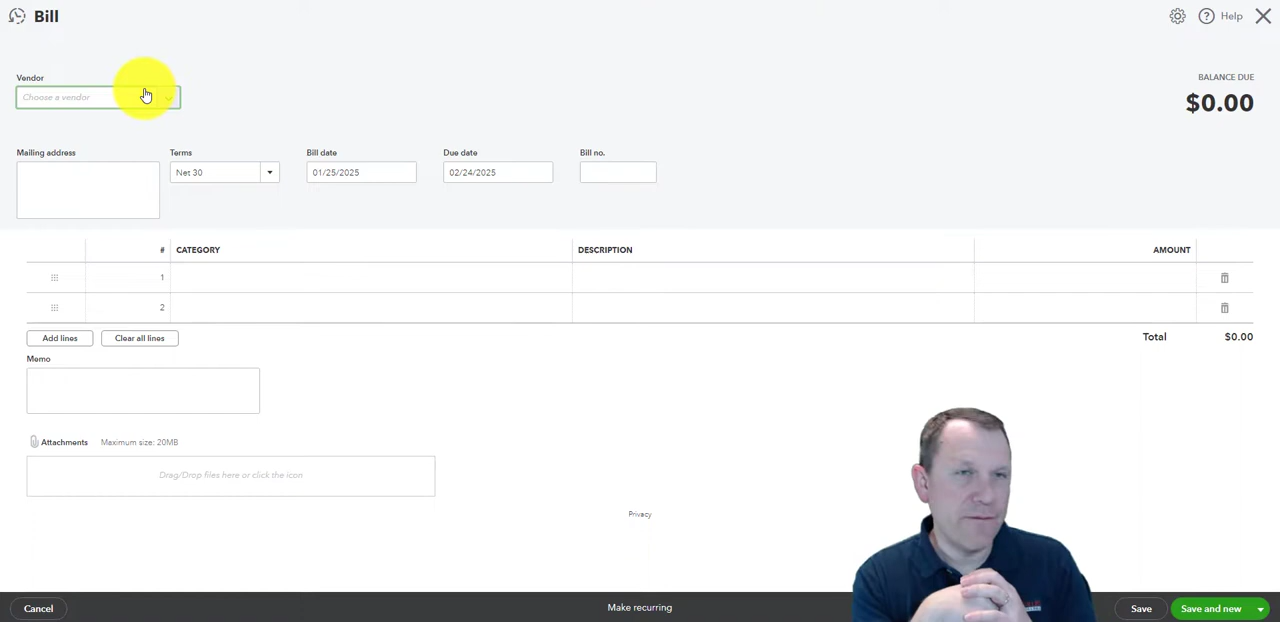 Bill
Help
Vendor
Choose a vendor
BALANCE DUE
$0.00
Mailing address
Terms
Bill date
Due date
Bill no.
Net 30
01/25/2025
02/24/2025
# CATEGORY DESCRIPTION AMOUNT
1
2
Add lines
Clear all lines
Total $0.00
Memo
Attachments Maximum size: 20MB
Drag/Drop files here or click the icon
Privacy
Cancel
Make recurring
Save
Save and new